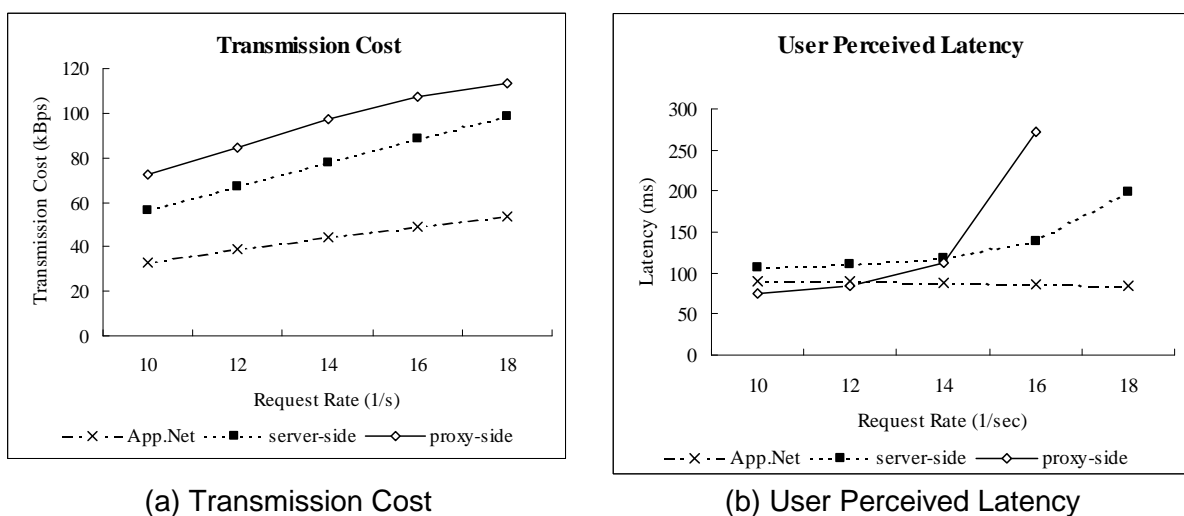 Transmission Cost
120
100
80
60
40
20
0
Transmission Cost (kBps)
10 12 14 16 18
Request Rate (1/s)
App.Net server-side proxy-side
(a) Transmission Cost
User Perceived Latency
300
250
200
150
100
50
0
Latency (ms)
10 12 14 16 18
Request Rate (1/sec)
App.Net server-side proxy-side
(b) User Perceived Latency